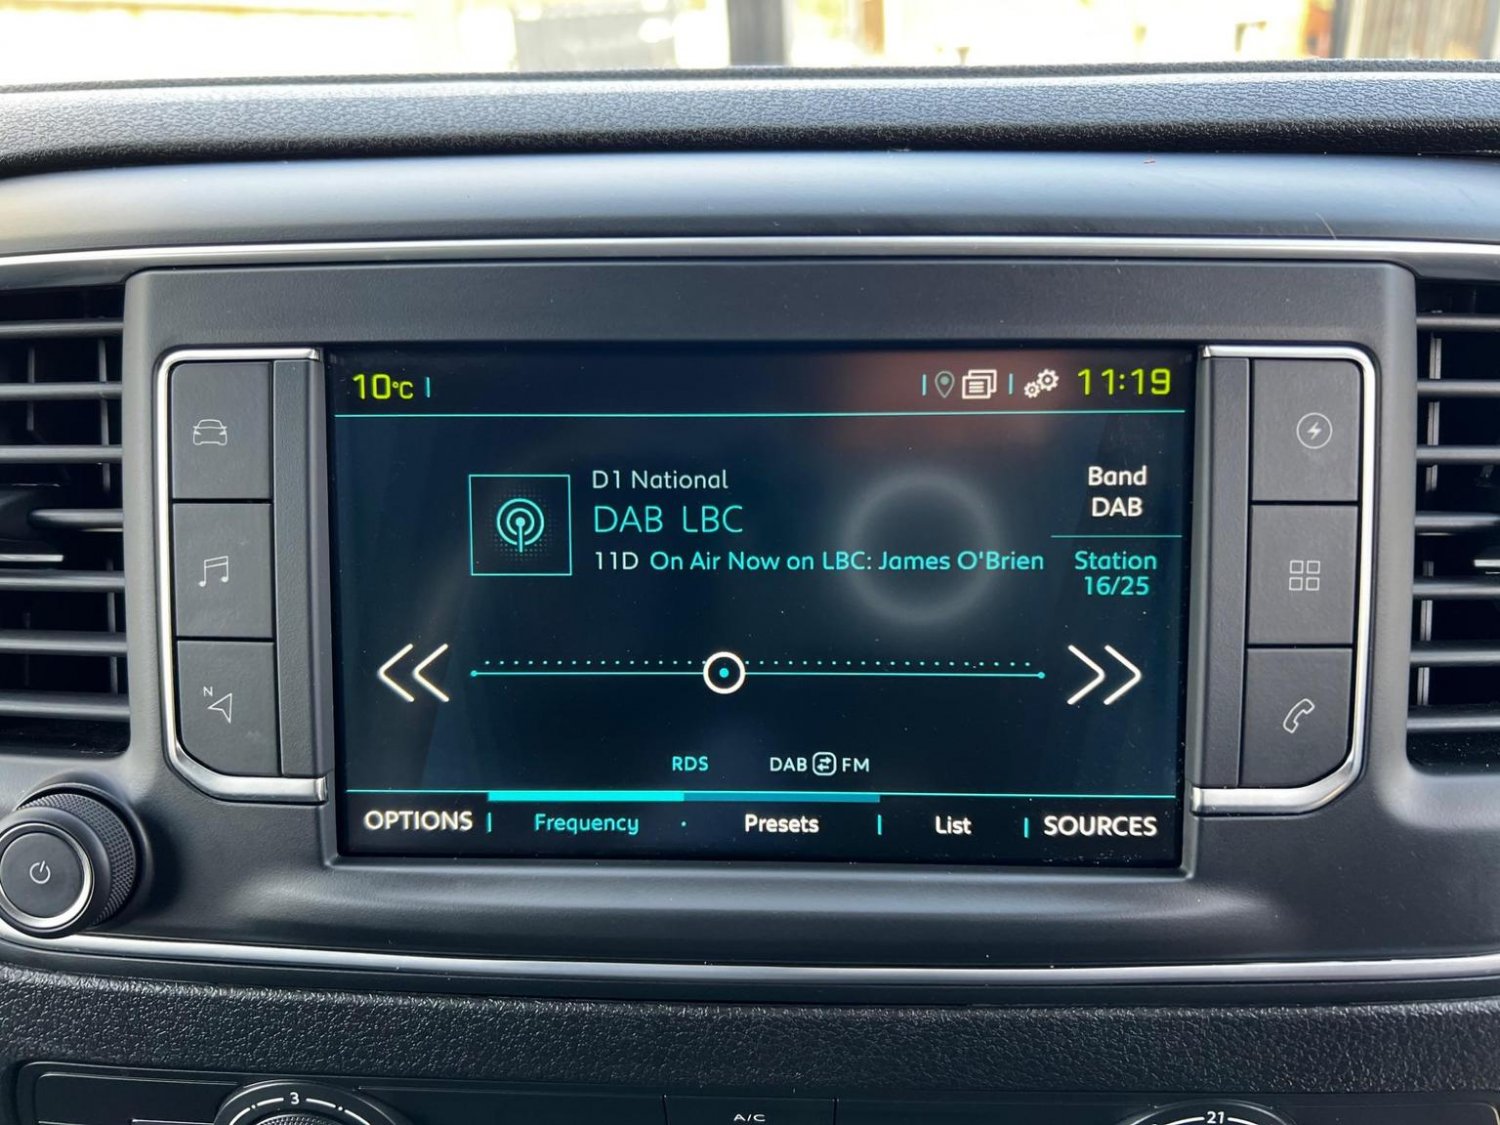 10°C
11:19
D1 National
DAB LBC
11D On Air Now on LBC: James O'Brien
Band
DAB
Station
16/25
N
RDS
DAB FM
OPTIONS
Frequency
Presets
List
SOURCES
3
A/C
21